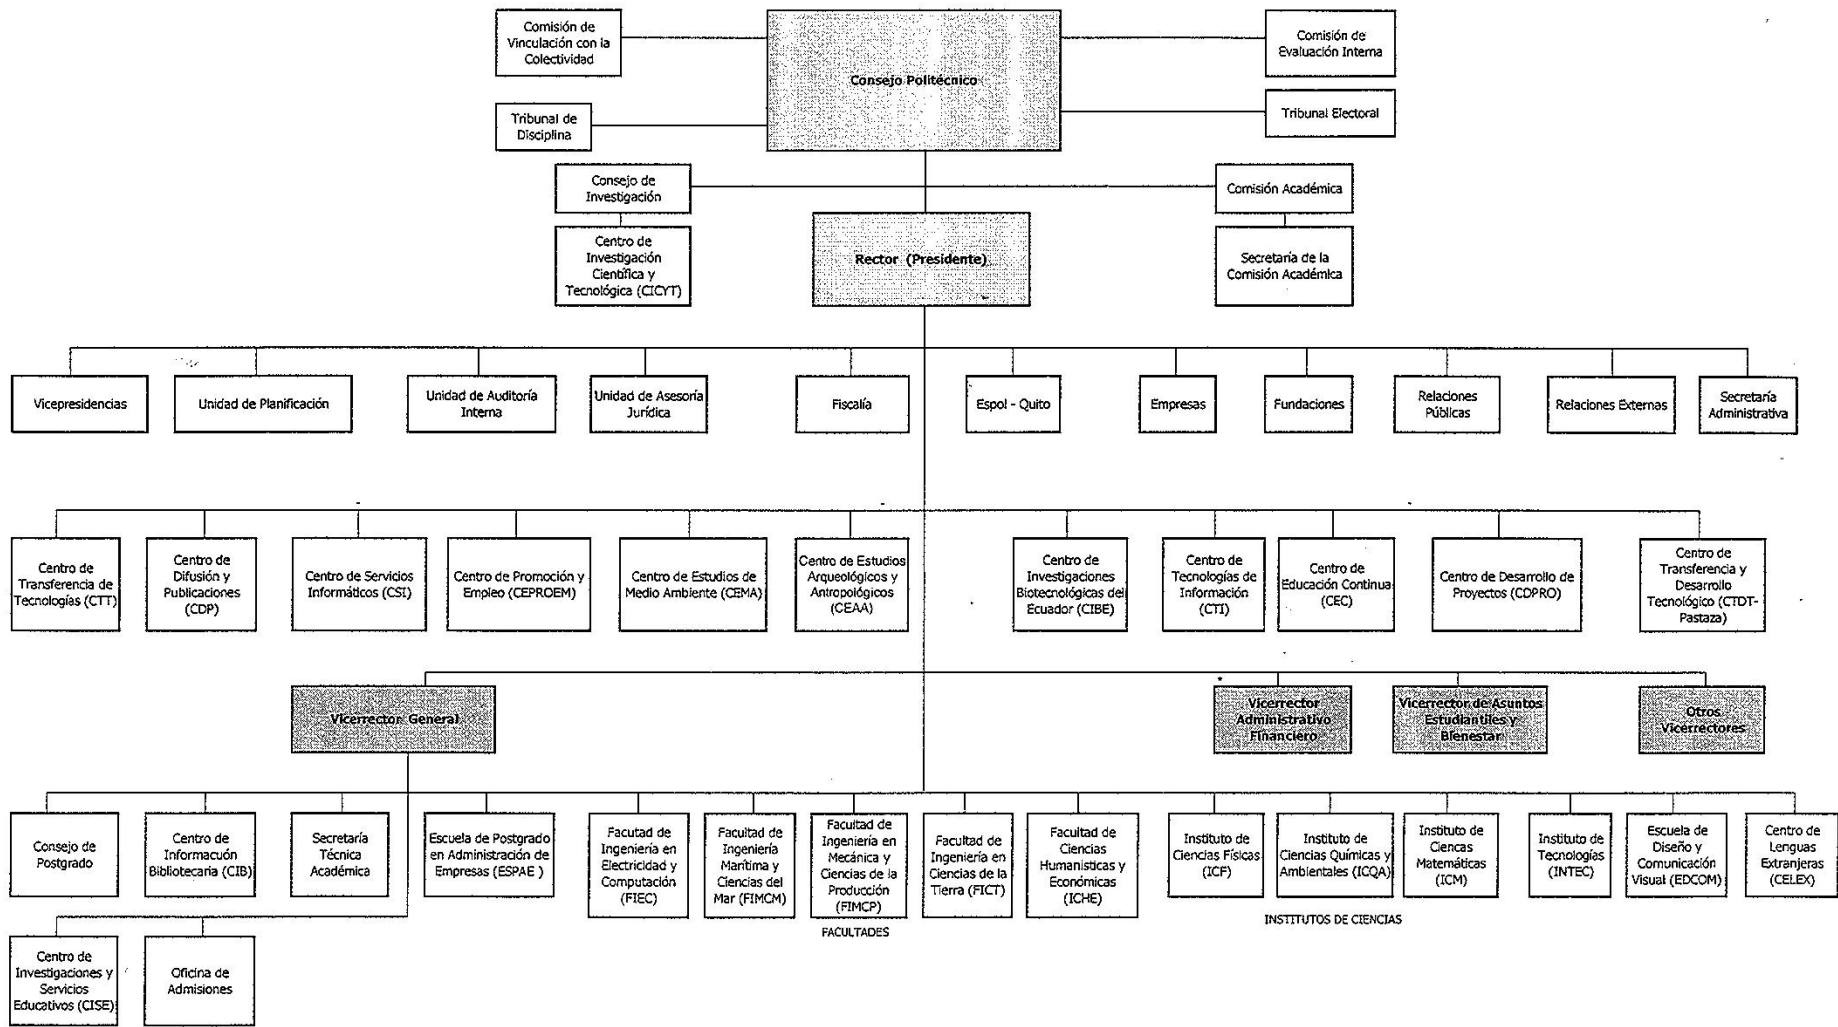 Comisión de
Vinculación con la
Colectividad
Consejo Politécnico
Comisión de
Evaluación Interna
Tribunal de
Disciplina
Tribunal Electoral
Consejo de
Investigación
Comisión Académica
Centro de
Investigación
Científica y
Tecnológica (CICYT)
Rector (Presidente)
Secretaría de la
Comisión Académica
Vicepresidencias
Unidad de Planificación
Unidad de Auditoría
Interna
Unidad de Asesoría
Jurídica
Fiscalía
Espol - Quito
Empresas
Fundaciones
Relaciones
Públicas
Relaciones Externas
Secretaría
Administrativa
Centro de
Transferencia de
Tecnologías (CTT)
Centro de
Difusión y
Publicaciones
(CDP)
Centro de Servicios
Informáticos (CSI)
Centro de Promoción y
Empleo (CEPROEM)
Centro de Estudios de
Medio Ambiente (CEMA)
Centro de Estudios
Arqueológicos y
Antropológicos
(CEAA)
Centro de
Investigaciones
Biotecnológicas del
Ecuador (CIBE)
Centro de
Tecnologías de
Información
(CTI)
Centro de
Educación Continua
(CEC)
Centro de Desarrollo de
Proyectos (CDPRO)
Centro de
Transferencia y
Desarrollo
Tecnológico (CTDT-
Pastaza)
Vicerrector General
Vicerrector
Administrativo
Financiero
Vicerrector de Asuntos
Estudiantiles y
Bienestar
Otros
Vicerrectores
Consejo de
Postgrado
Centro de
Informacuón
Bibliotecaria (CIB)
Secretaría
Técnica
Académica
Escuela de Postgrado
en Administración de
Empresas (ESPAE )
Facutad de
Ingeniería en
Electricidad y
Computación
(FIEC)
Facultad de
Ingeniería
Marítima y
Ciencias del
Mar (FIMCM)
Facultad de
Ingeniería en
Mecánica y
Ciencias de la
Producción
(FIMCP)
Facultad de
Ingeniería en
Ciencias de la
Tierra (FICT)
Facultad de
Ciencias
Humanisticas y
Económicas
(ICHE)
Instituto de
Ciencias Físicas
(ICF)
Instituto de
Ciencias Químicas y
Ambientales (ICQA)
Instituto de
Ciencas
Matemáticas
(ICM)
Instituto de
Tecnologías
(INTEC)
Escuela de
Diseño y
Comunicación
Visual (EDCOM)
Centro de
Lenguas
Extranjeras
(CELEX)
FACULTADES
INSTITUTOS DE CIENCIAS
Centro de
Investigaciones y
Servicios
Educativos (CISE)
Oficina de
Admisiones